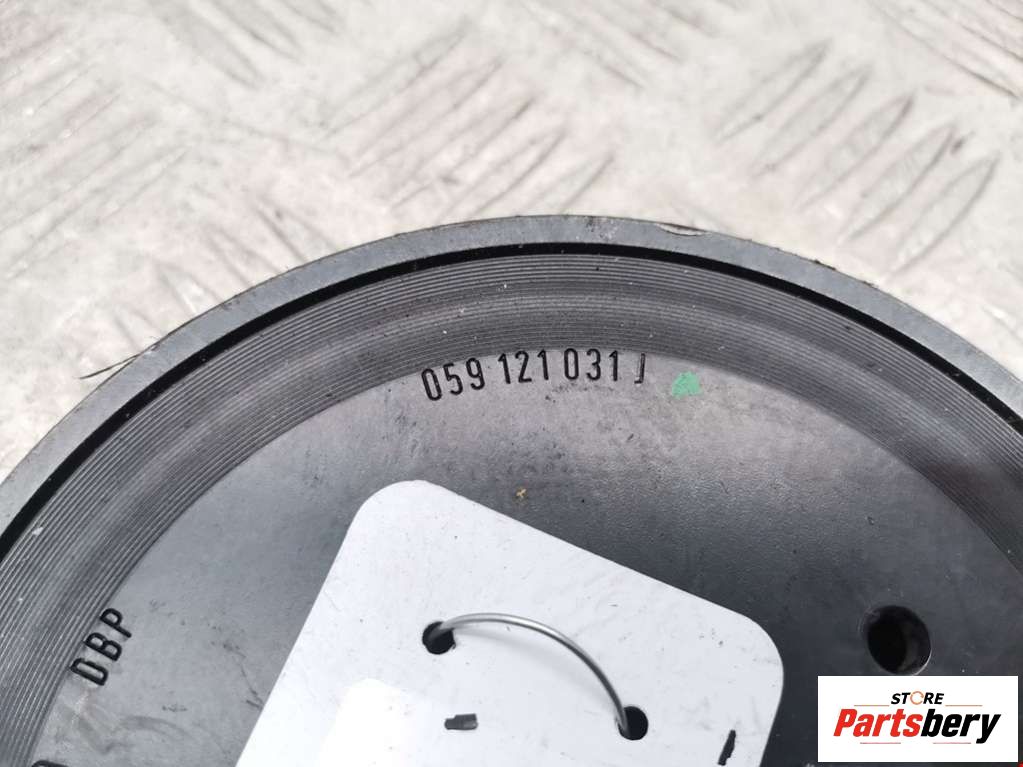 059 121 031 J
DBP
STORE
Partsbery